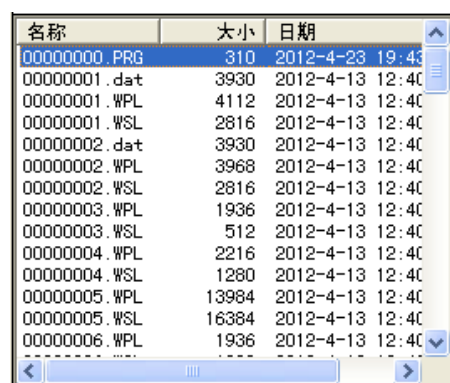 名称 大小 日期
00000000.PRG 310 2012-4-23 19:43
00000001.dat 3930 2012-4-13 12:40
00000001.WPL 4112 2012-4-13 12:40
00000001.WSL 2816 2012-4-13 12:40
00000002.dat 3930 2012-4-13 12:40
00000002.WPL 3968 2012-4-13 12:40
00000002.WSL 2816 2012-4-13 12:40
00000003.WPL 1936 2012-4-13 12:40
00000003.WSL 512 2012-4-13 12:40
00000004.WPL 2216 2012-4-13 12:40
00000004.WSL 1280 2012-4-13 12:40
00000005.WPL 13984 2012-4-13 12:40
00000005.WSL 16384 2012-4-13 12:40
00000006.WPL 1936 2012-4-13 12:40